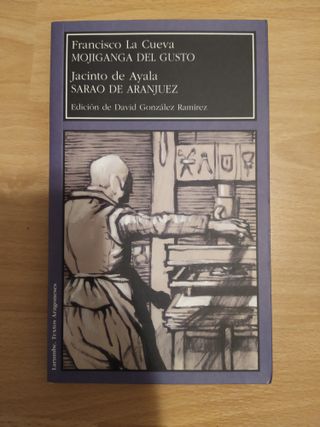 Francisco La Cueva
MOJIGANGA DEL GUSTO
Jacinto de Ayala
SARAO DE ARANJUEZ
Edición de David González Ramírez
Larumbe. Textos Aragoneses